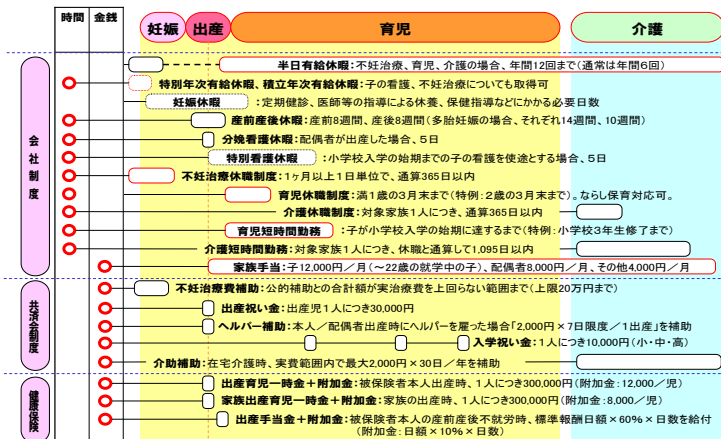 時間 金銭 妊娠 出産 育児 介護
会社制度
半日有給休暇：不妊治療、育児、介護の場合、年間12回まで（通常は年間6回）
特別年次有給休暇、積立年次有給休暇：子の看護、不妊治療についても取得可
妊娠休暇：定期健診、医師等の指導による休養、保健指導などにかかる必要日数
産前産後休暇：産前8週間、産後8週間（多胎妊娠の場合、それぞれ14週間、10週間）
分娩看護休暇：配偶者が出産した場合、5日
特別看護休暇：小学校入学の始期までの子の看護を使途とする場合、5日
不妊治療休職制度：1ヶ月以上1日単位で、通算365日以内
育児休職制度：満1歳の3月末まで（特例：2歳の3月末まで）。ならし保育対応可。
介護休職制度：対象家族1人につき、通算365日以内
育児短時間勤務：子が小学校入学の始期に達するまで（特例：小学校3年生修了まで）
介護短時間勤務：対象家族1人につき、休職と通算して1,095日以内
家族手当：子12,000円／月（～22歳の就学中の子）、配偶者8,000円／月、その他4,000円／月
共済会制度
不妊治療費補助：公的補助との合計額が実治療費を上回らない範囲まで（上限20万円まで）
出産祝い金：出産児1人につき30,000円
ヘルパー補助：本人／配偶者出産時にヘルパーを雇った場合「2,000円×7日限度／1出産」を補助
入学祝い金：1人につき10,000円（小・中・高）
介助補助：在宅介護時、実費範囲内で最大2,000円×30日／年を補助
健康保険
出産育児一時金＋付加金：被保険者本人出産時、1人につき300,000円（付加金：12,000／児）
家族出産育児一時金＋付加金：家族の出産時、1人につき300,000円（付加金：8,000／児）
出産手当金＋付加金：被保険者本人の産前産後不就労時、標準報酬日額×60%×日数を給付
（付加金：日額×10%×日数）